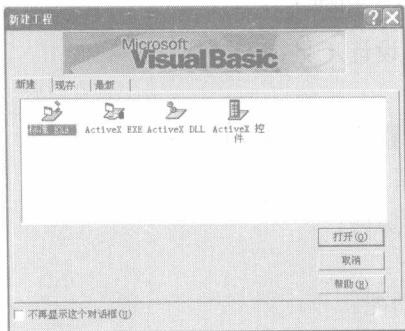 新建工程
Microsoft
Visual Basic
新建 现存 最新
标准 EXE ActiveX EXE ActiveX DLL ActiveX 控件
打开(O)
取消
帮助(H)
不再显示这个对话框(U)